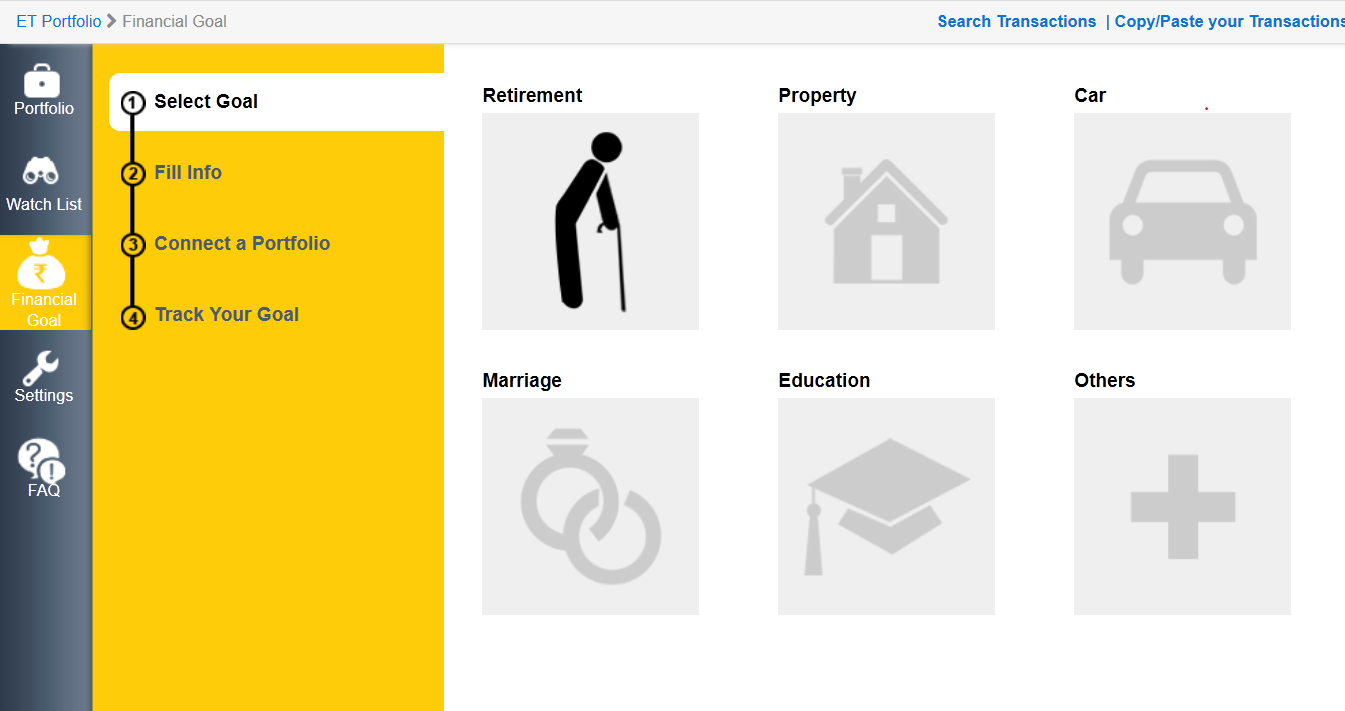 ET Portfolio > Financial Goal
Search Transactions | Copy/Paste your Transactions
Portfolio
Watch List
₹
Financial
Goal
Settings
?
!
FAQ
1 Select Goal
2 Fill Info
3 Connect a Portfolio
4 Track Your Goal
Retirement Property Car
Marriage Education Others